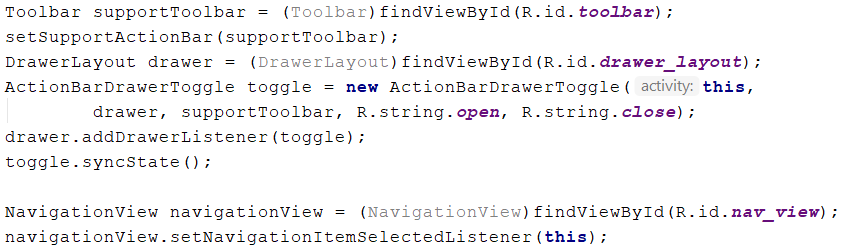 Toolbar supportToolbar = (Toolbar)findViewById(R.id.toolbar);
setSupportActionBar(supportToolbar);
DrawerLayout drawer = (DrawerLayout)findViewById(R.id.drawer_layout);
ActionBarDrawerToggle toggle = new ActionBarDrawerToggle( activity: this,
        drawer, supportToolbar, R.string.open, R.string.close);
drawer.addDrawerListener(toggle);
toggle.syncState();

NavigationView navigationView = (NavigationView)findViewById(R.id.nav_view);
navigationView.setNavigationItemSelectedListener(this);